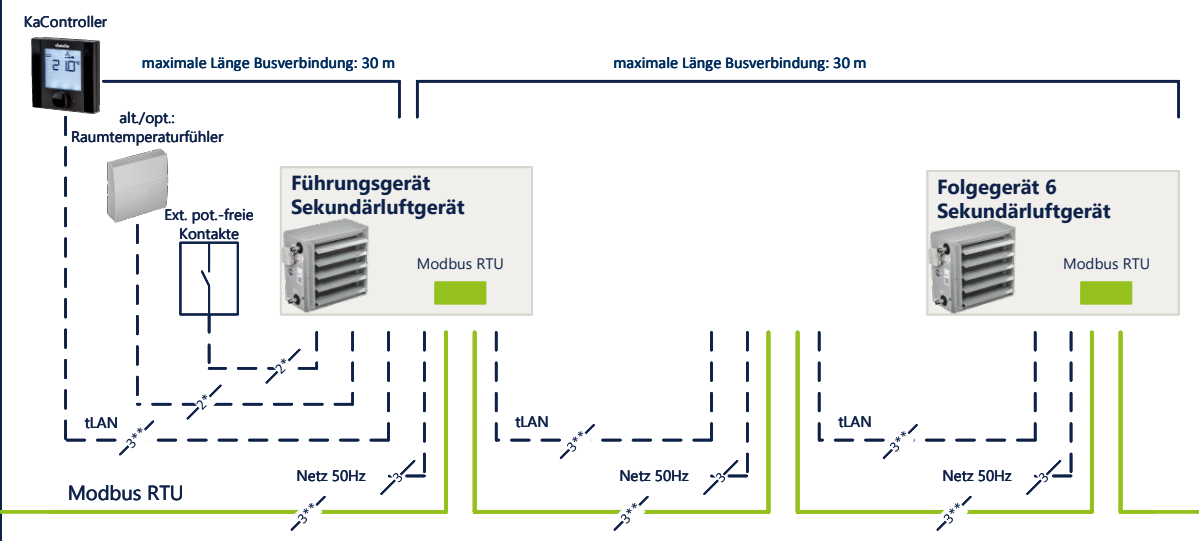 KaController
maximale Länge Busverbindung: 30 m
maximale Länge Busverbindung: 30 m
alt./opt.:
Raumtemperaturfühler
Ext. pot.-freie
Kontakte
Führungsgerät
Sekundärluftgerät
Modbus RTU
Folgegerät 6
Sekundärluftgerät
Modbus RTU
2*
2*
tLAN
3**
tLAN
3**
tLAN
3**
Netz 50Hz
3
Netz 50Hz
3
Netz 50Hz
3
Modbus RTU
3**
3**
3**